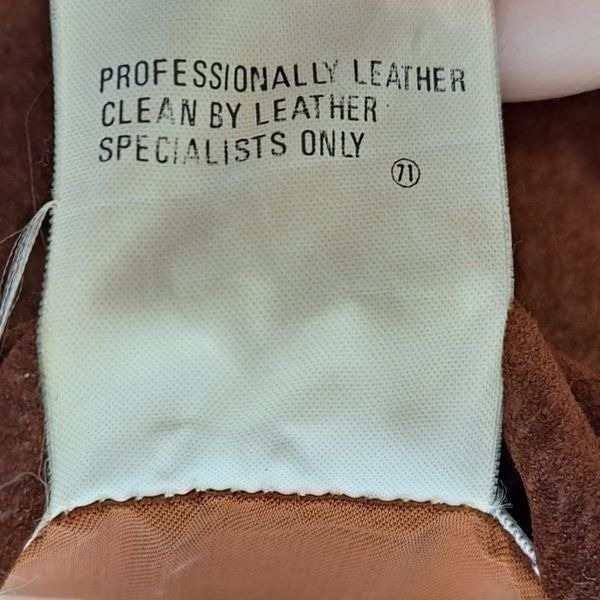 PROFESSIONALLY LEATHER
CLEAN BY LEATHER
SPECIALISTS ONLY
71